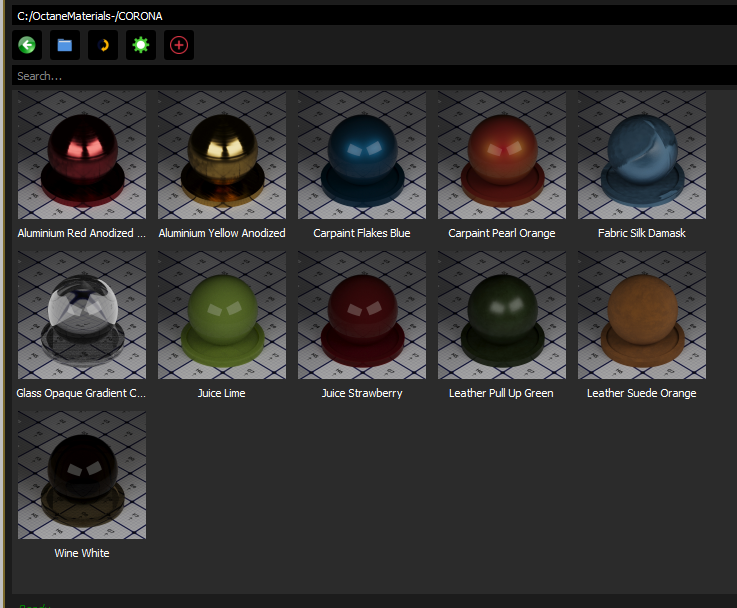 C:/OctaneMaterials-/CORONA
Search...
Aluminium Red Anodized ...
Aluminium Yellow Anodized
Carpaint Flakes Blue
Carpaint Pearl Orange
Fabric Silk Damask
Glass Opaque Gradient C...
Juice Lime
Juice Strawberry
Leather Pull Up Green
Leather Suede Orange
Wine White